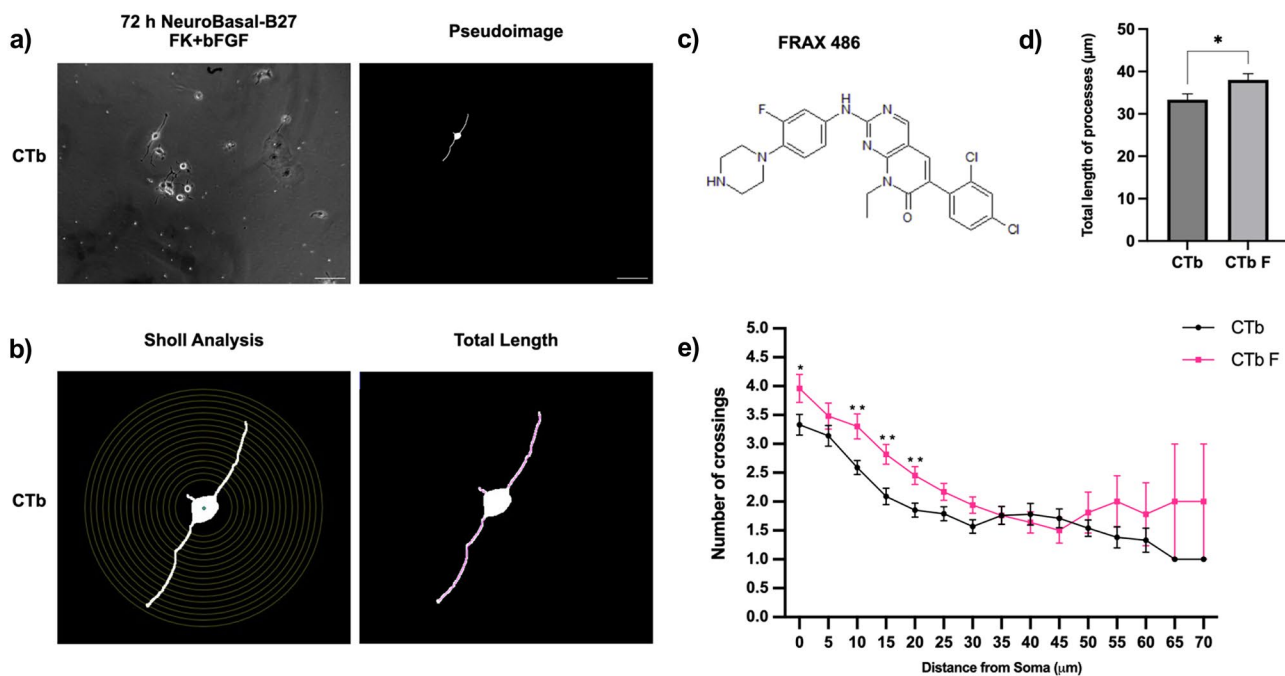 a)
72 h NeuroBasal-B27
FK+bFGF
Pseudoimage
CTb
b)
Sholl Analysis
Total Length
CTb
c)
FRAX 486
F
H
N
N
N
N
HN
N
O
Cl
Cl
d)
Total length of processes (µm)
50
40
30
20
10
0
*
CTb
CTb F
e)
Number of crossings
5.0
4.5
4.0
3.5
3.0
2.5
2.0
1.5
1.0
0.5
0.0
*
**
**
**
0 5 10 15 20 25 30 35 40 45 50 55 60 65 70
Distance from Soma (µm)
CTb
CTb F